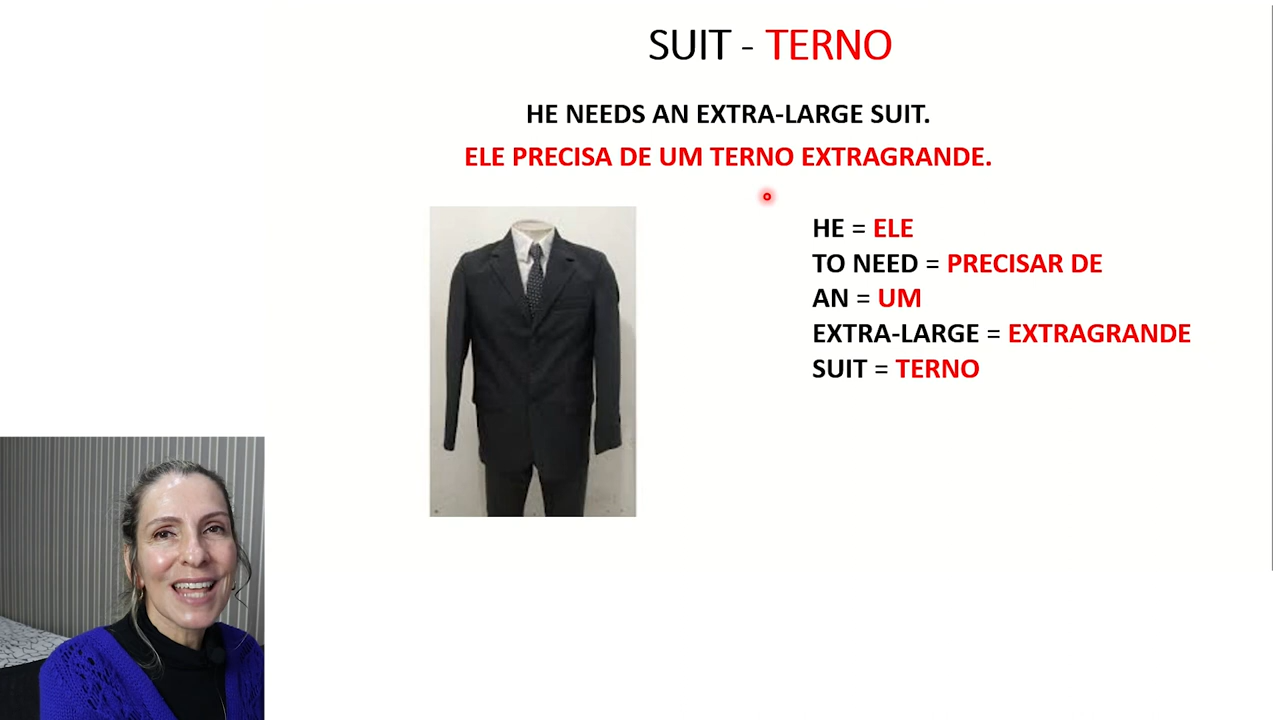 SUIT - TERNO
HE NEEDS AN EXTRA-LARGE SUIT.
ELE PRECISA DE UM TERNO EXTRAGRANDE.
HE = ELE
TO NEED = PRECISAR DE
AN = UM
EXTRA-LARGE = EXTRAGRANDE
SUIT = TERNO